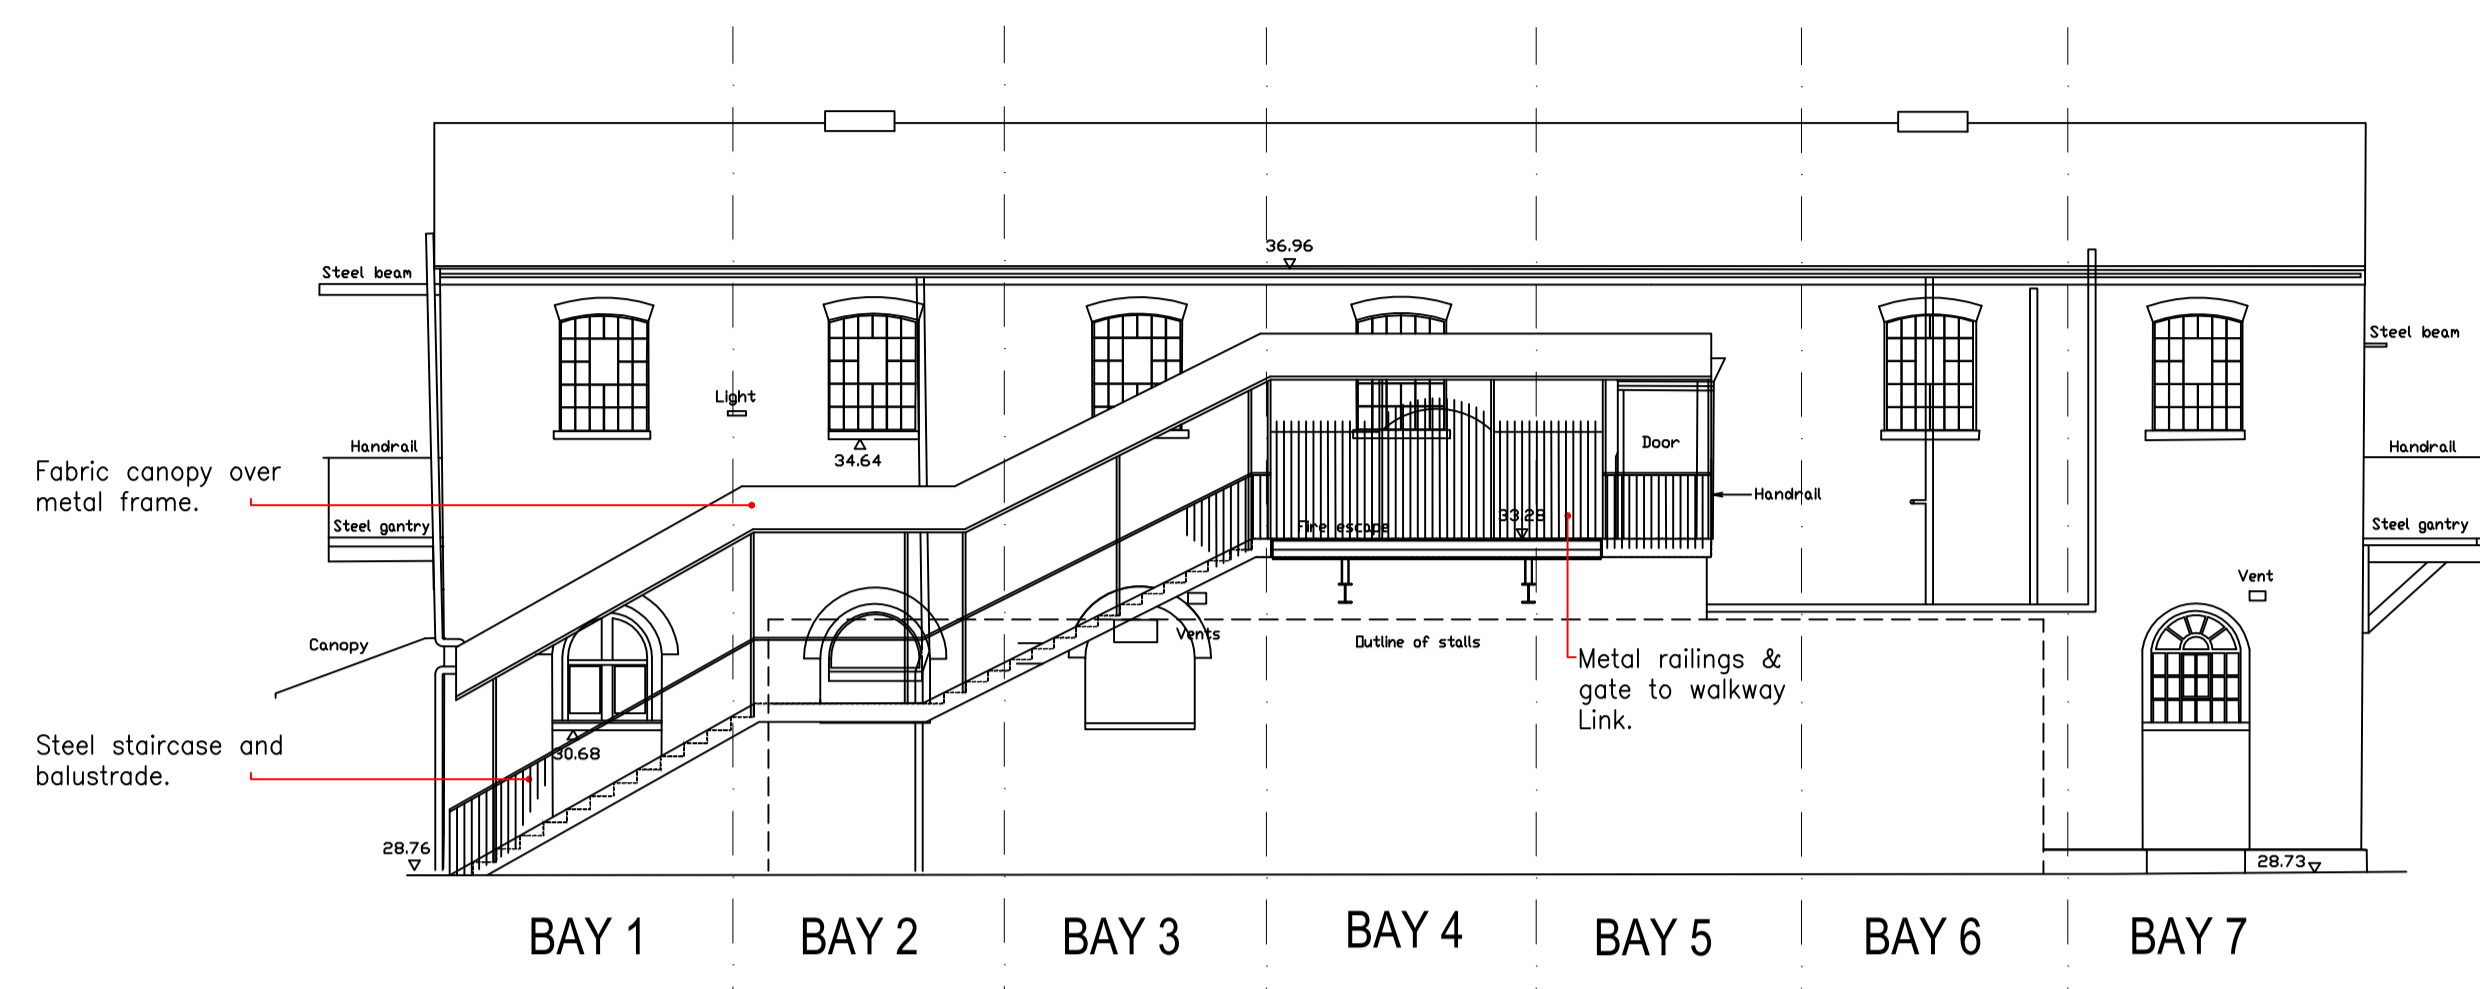 36.96
Steel beam
Steel beam
Light
Door
Handrail
34.64
Handrail
Fabric canopy over
metal frame.
Handrail
Steel gantry
Fire escape
33.28
Steel gantry
Vent
Canopy
Vents
Outline of stalls
Metal railings &
gate to walkway
Link.
Steel staircase and
balustrade.
30.68
28.76
28.73
BAY 1
BAY 2
BAY 3
BAY 4
BAY 5
BAY 6
BAY 7